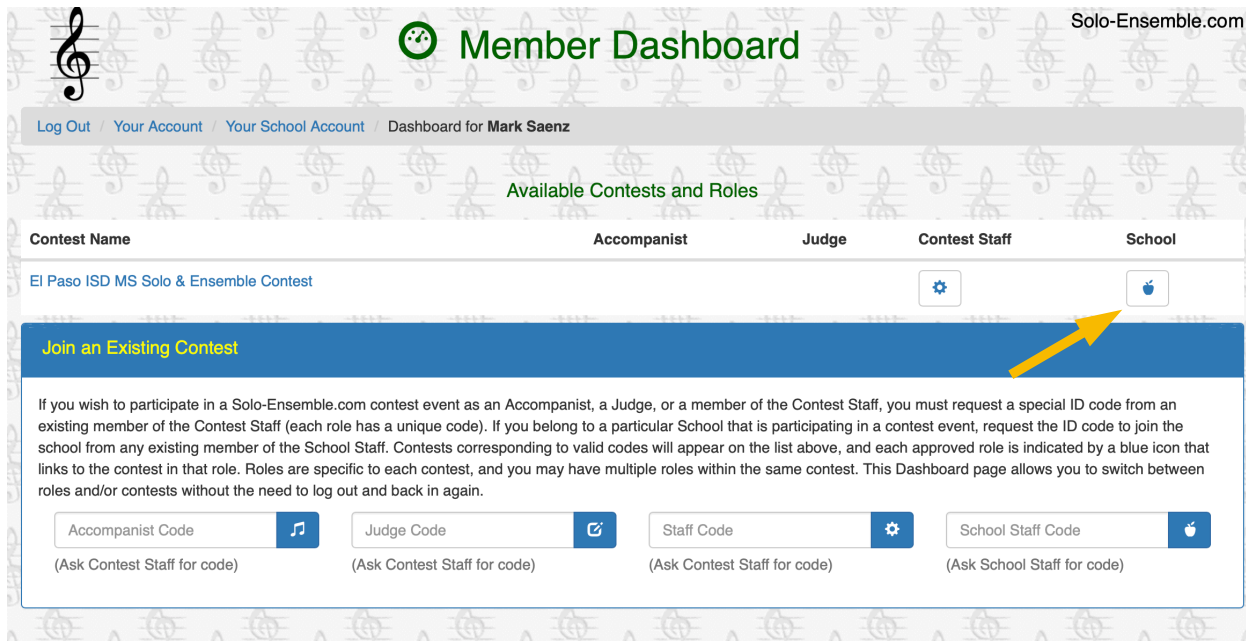 Solo-Ensemble.com
Member Dashboard
Log Out / Your Account / Your School Account / Dashboard for Mark Saenz
Available Contests and Roles
Contest Name Accompanist Judge Contest Staff School
El Paso ISD MS Solo & Ensemble Contest
Join an Existing Contest
If you wish to participate in a Solo-Ensemble.com contest event as an Accompanist, a Judge, or a member of the Contest Staff, you must request a special ID code from an
existing member of the Contest Staff (each role has a unique code). If you belong to a particular School that is participating in a contest event, request the ID code to join the
school from any existing member of the School Staff. Contests corresponding to valid codes will appear on the list above, and each approved role is indicated by a blue icon that
links to the contest in that role. Roles are specific to each contest, and you may have multiple roles within the same contest. This Dashboard page allows you to switch between
roles and/or contests without the need to log out and back in again.
Accompanist Code Judge Code Staff Code School Staff Code
(Ask Contest Staff for code) (Ask Contest Staff for code) (Ask Contest Staff for code) (Ask School Staff for code)